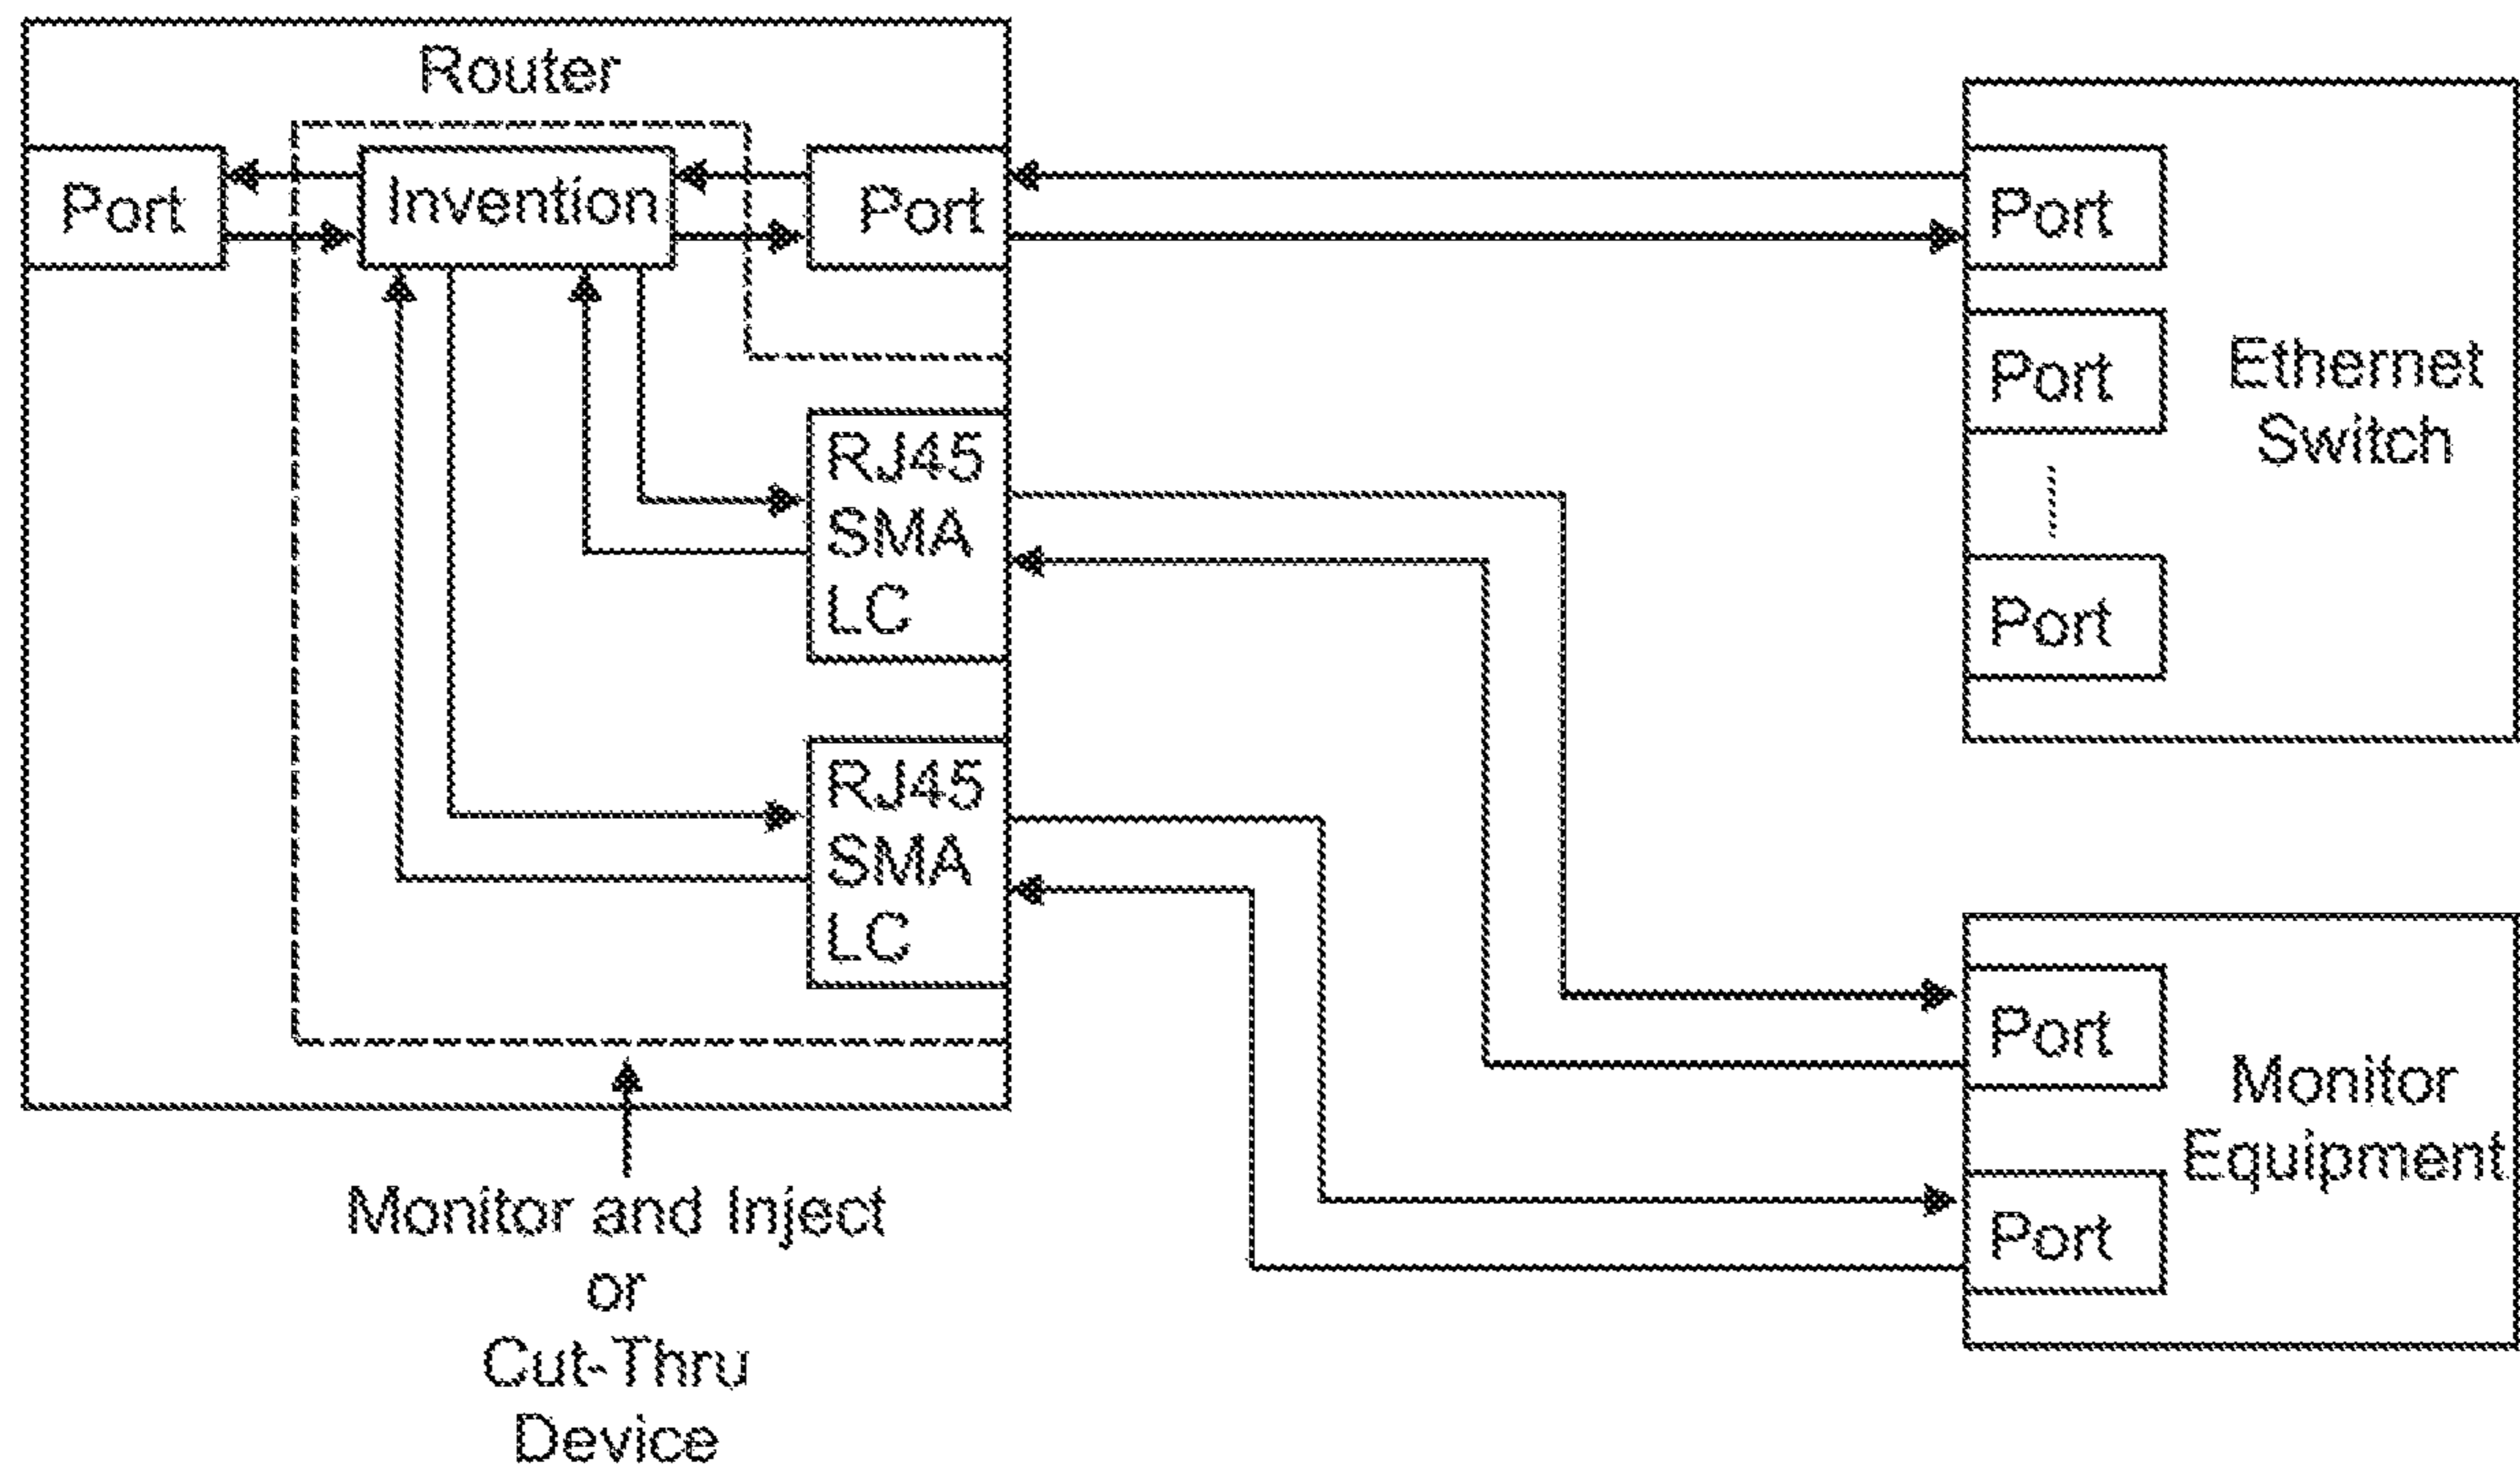 Router
Port
Invention
Port
RJ45
SMA
LC
RJ45
SMA
LC
Monitor and Inject
or
Cut-Thru
Device
Port
Port
Port
Ethernet
Switch
Port
Port
Monitor
Equipment